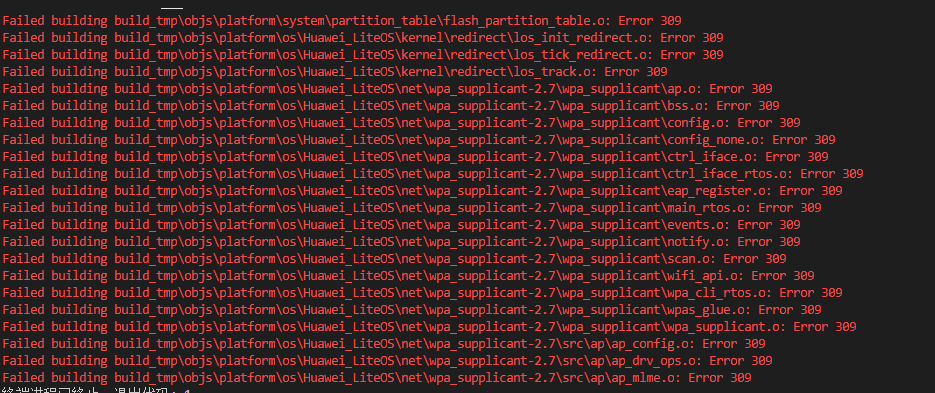 Failed building build_tmp\objs\platform\system\partition_table\flash_partition_table.o: Error 309
Failed building build_tmp\objs\platform\os\Huawei_LiteOS\kernel\redirect\los_init_redirect.o: Error 309
Failed building build_tmp\objs\platform\os\Huawei_LiteOS\kernel\redirect\los_tick_redirect.o: Error 309
Failed building build_tmp\objs\platform\os\Huawei_LiteOS\kernel\redirect\los_track.o: Error 309
Failed building build_tmp\objs\platform\os\Huawei_LiteOS\net\wpa_supplicant-2.7\wpa_supplicant\ap.o: Error 309
Failed building build_tmp\objs\platform\os\Huawei_LiteOS\net\wpa_supplicant-2.7\wpa_supplicant\bss.o: Error 309
Failed building build_tmp\objs\platform\os\Huawei_LiteOS\net\wpa_supplicant-2.7\wpa_supplicant\config.o: Error 309
Failed building build_tmp\objs\platform\os\Huawei_LiteOS\net\wpa_supplicant-2.7\wpa_supplicant\config_none.o: Error 309
Failed building build_tmp\objs\platform\os\Huawei_LiteOS\net\wpa_supplicant-2.7\wpa_supplicant\ctrl_iface.o: Error 309
Failed building build_tmp\objs\platform\os\Huawei_LiteOS\net\wpa_supplicant-2.7\wpa_supplicant\ctrl_iface_rtos.o: Error 309
Failed building build_tmp\objs\platform\os\Huawei_LiteOS\net\wpa_supplicant-2.7\wpa_supplicant\eap_register.o: Error 309
Failed building build_tmp\objs\platform\os\Huawei_LiteOS\net\wpa_supplicant-2.7\wpa_supplicant\main_rtos.o: Error 309
Failed building build_tmp\objs\platform\os\Huawei_LiteOS\net\wpa_supplicant-2.7\wpa_supplicant\events.o: Error 309
Failed building build_tmp\objs\platform\os\Huawei_LiteOS\net\wpa_supplicant-2.7\wpa_supplicant\notify.o: Error 309
Failed building build_tmp\objs\platform\os\Huawei_LiteOS\net\wpa_supplicant-2.7\wpa_supplicant\scan.o: Error 309
Failed building build_tmp\objs\platform\os\Huawei_LiteOS\net\wpa_supplicant-2.7\wpa_supplicant\wifi_api.o: Error 309
Failed building build_tmp\objs\platform\os\Huawei_LiteOS\net\wpa_supplicant-2.7\wpa_supplicant\wpa_cli_rtos.o: Error 309
Failed building build_tmp\objs\platform\os\Huawei_LiteOS\net\wpa_supplicant-2.7\wpa_supplicant\wpas_glue.o: Error 309
Failed building build_tmp\objs\platform\os\Huawei_LiteOS\net\wpa_supplicant-2.7\wpa_supplicant\wpa_supplicant.o: Error 309
Failed building build_tmp\objs\platform\os\Huawei_LiteOS\net\wpa_supplicant-2.7\src\ap\ap_config.o: Error 309
Failed building build_tmp\objs\platform\os\Huawei_LiteOS\net\wpa_supplicant-2.7\src\ap\ap_drv_ops.o: Error 309
Failed building build_tmp\objs\platform\os\Huawei_LiteOS\net\wpa_supplicant-2.7\src\ap\ap_mlme.o: Error 309